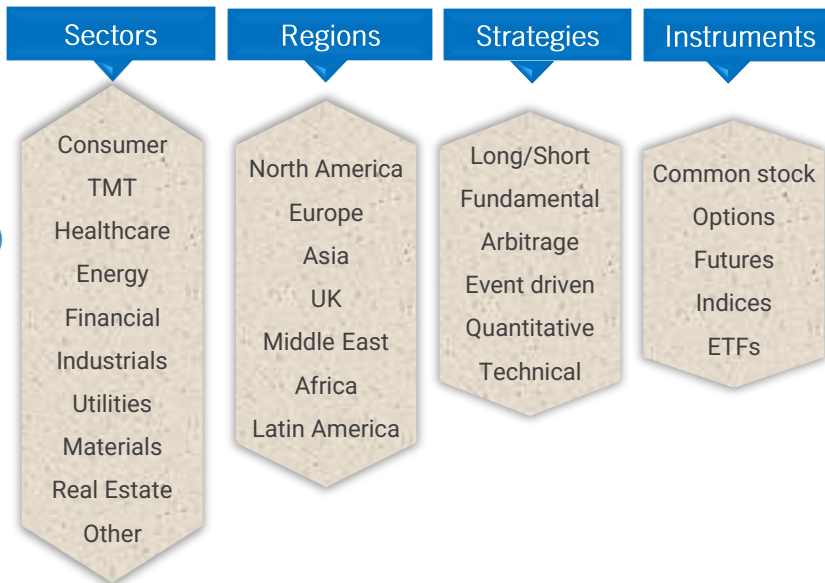 Sectors
Consumer
TMT
Healthcare
Energy
Financial
Industrials
Utilities
Materials
Real Estate
Other
Regions
North America
Europe
Asia
UK
Middle East
Africa
Latin America
Strategies
Long/Short
Fundamental
Arbitrage
Event driven
Quantitative
Technical
Instruments
Common stock
Options
Futures
Indices
ETFs